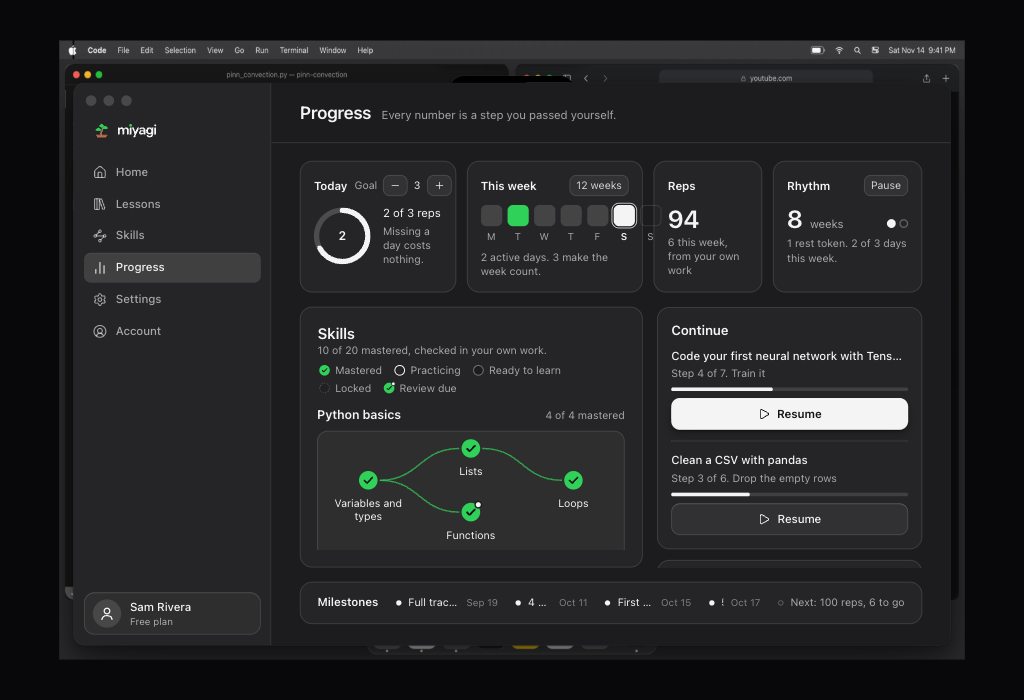 Code File Edit Selection View Go Run Terminal Window Help Sat Nov 14 9:41 PM
pinn_convection.py — pinn-convection
youtube.com
miyagi
Home
Lessons
Skills
Progress
Settings
Account
Sam Rivera
Free plan
Progress Every number is a step you passed yourself.
Today Goal − 3 +
2
2 of 3 reps
Missing a
day costs
nothing.
This week 12 weeks
M T W T F S S
2 active days. 3 make the
week count.
Reps
94
6 this week,
from your own
work
Rhythm Pause
8 weeks
1 rest token. 2 of 3 days
this week.
Skills
10 of 20 mastered, checked in your own work.
Mastered Practicing Ready to learn
Locked Review due
Python basics 4 of 4 mastered
Lists
Variables and
types
Loops
Functions
Continue
Code your first neural network with Tens...
Step 4 of 7. Train it
Resume
Clean a CSV with pandas
Step 3 of 6. Drop the empty rows
Resume
Milestones Full trac... Sep 19 4 ... Oct 11 First ... Oct 15 ! Oct 17 Next: 100 reps, 6 to go